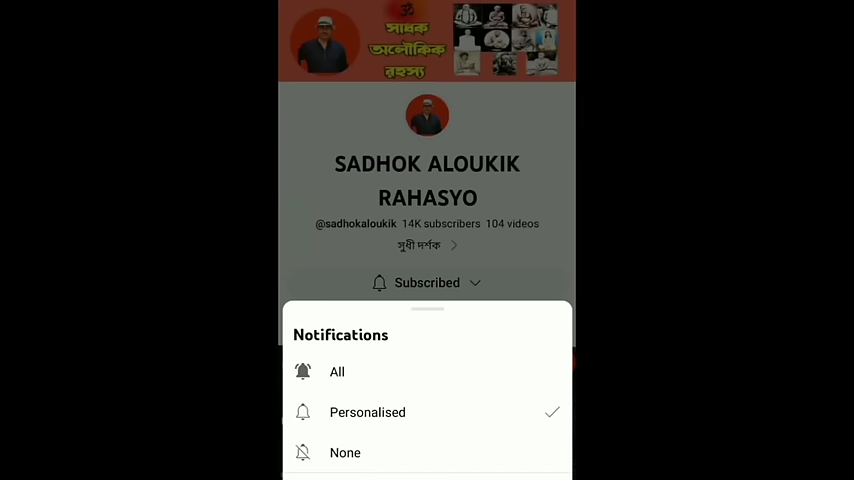 ॐ
সাধক
অলৌকিক
রহস্য
SADHOK ALOUKIK
RAHASYO
@sadhokaloukik 14K subscribers 104 videos
সুধী দর্শক
Subscribed
Notifications
All
Personalised
None